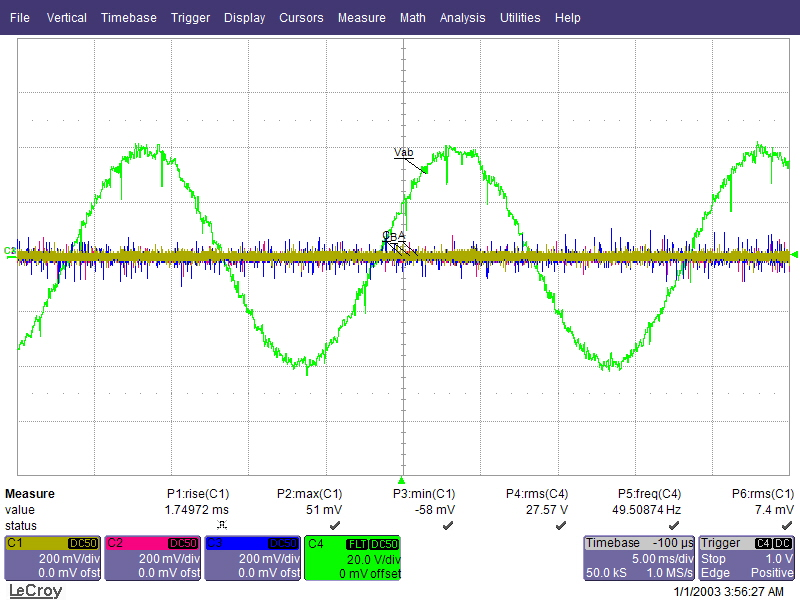 File Vertical Timebase Trigger Display Cursors Measure Math Analysis Utilities Help
Vab
C B A
C2
Measure P1:rise(C1) P2:max(C1) P3:min(C1) P4:rms(C4) P5:freq(C4) P6:rms(C1)
value 1.74972 ms 51 mV -58 mV 27.57 V 49.50874 Hz 7.4 mV
status
C1 DC50
200 mV/div
0.0 mV ofst
C2 DC50
200 mV/div
0.0 mV ofst
C3 DC50
200 mV/div
0.0 mV ofst
C4 FLT DC50
20.0 V/div
0 mV offset
Timebase -100 µs
5.00 ms/div
50.0 kS 1.0 MS/s
Trigger C4 DC
Stop 1.0 V
Edge Positive
LeCroy
1/1/2003 3:56:27 AM